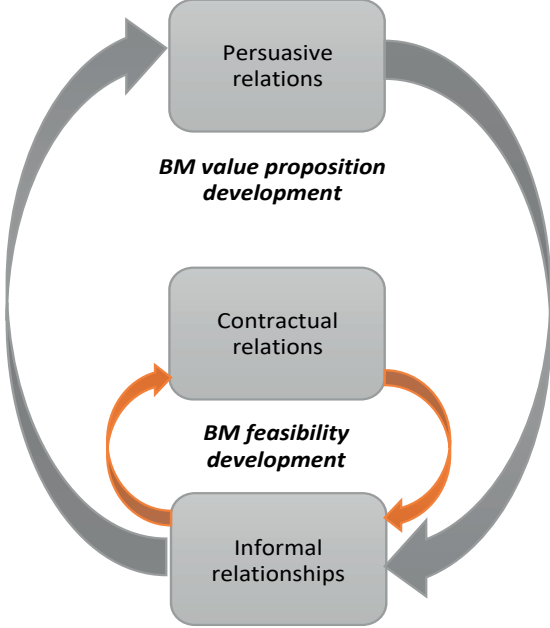 Persuasive
relations
BM value proposition
development
Contractual
relations
BM feasibility
development
Informal
relationships